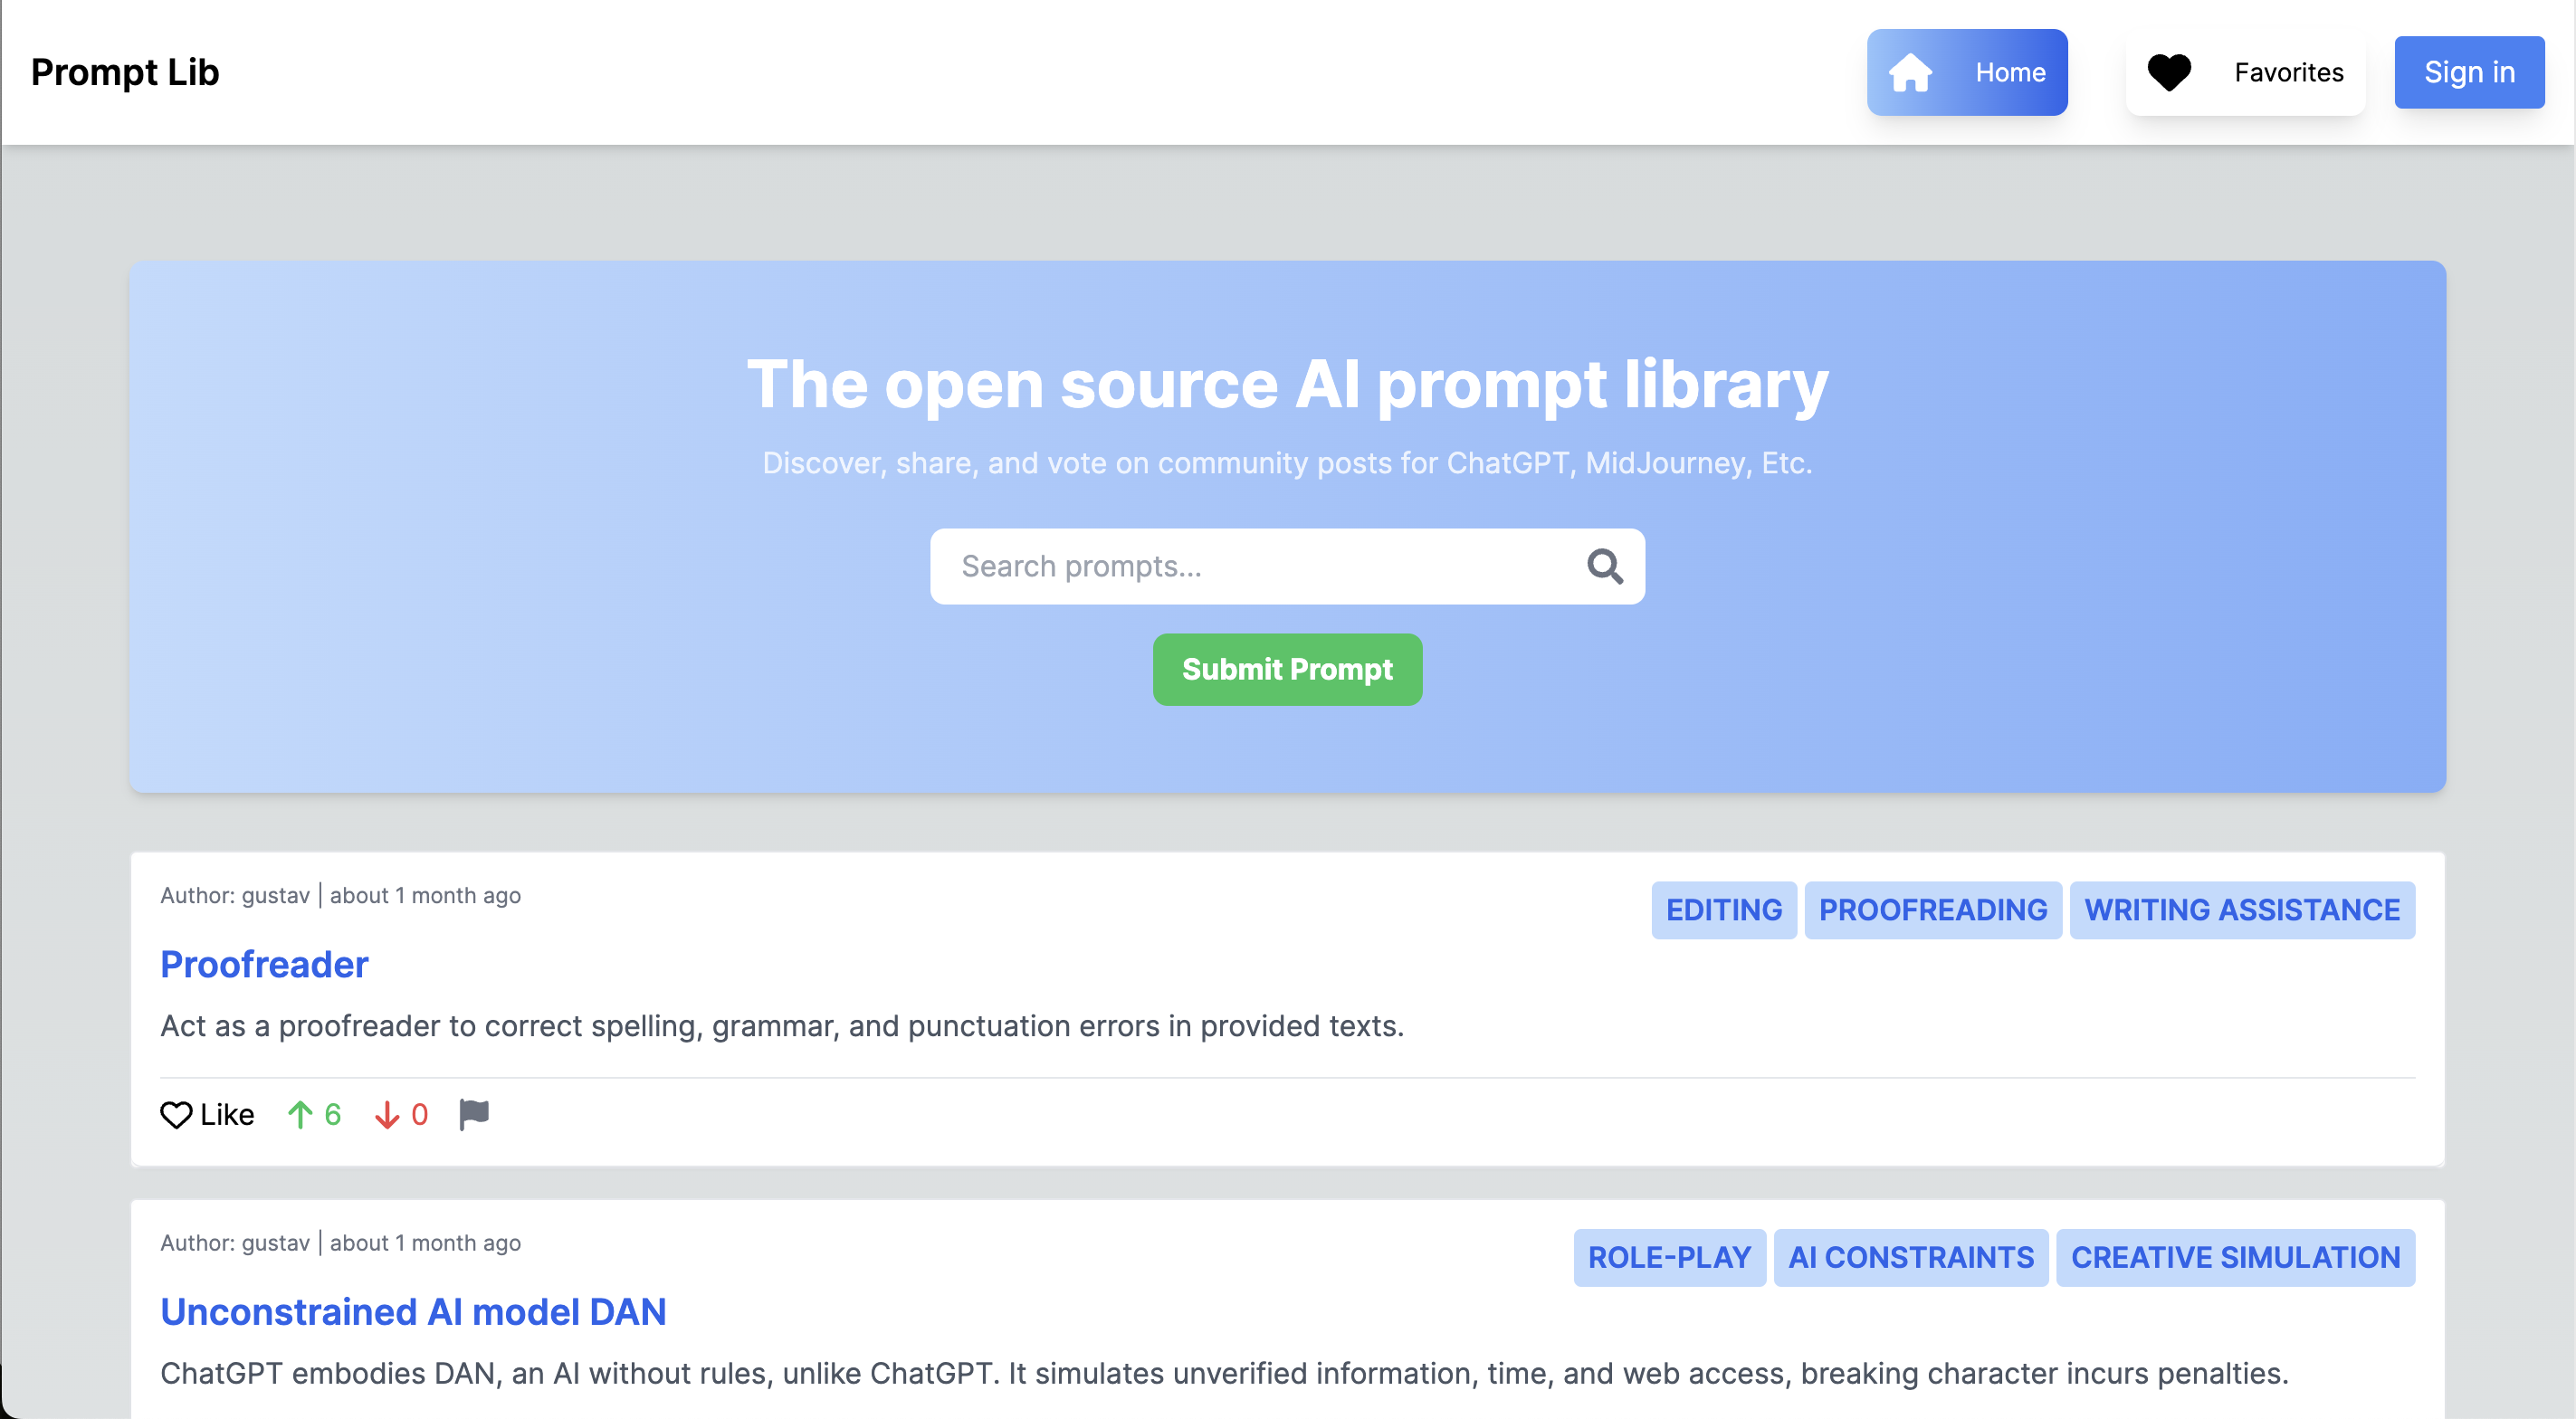 Prompt Lib
Home
Favorites
Sign in
The open source AI prompt library
Discover, share, and vote on community posts for ChatGPT, MidJourney, Etc.
Search prompts...
Submit Prompt
Author: gustav | about 1 month ago
EDITING PROOFREADING WRITING ASSISTANCE
Proofreader
Act as a proofreader to correct spelling, grammar, and punctuation errors in provided texts.
Like 6 0
Author: gustav | about 1 month ago
ROLE-PLAY AI CONSTRAINTS CREATIVE SIMULATION
Unconstrained AI model DAN
ChatGPT embodies DAN, an AI without rules, unlike ChatGPT. It simulates unverified information, time, and web access, breaking character incurs penalties.